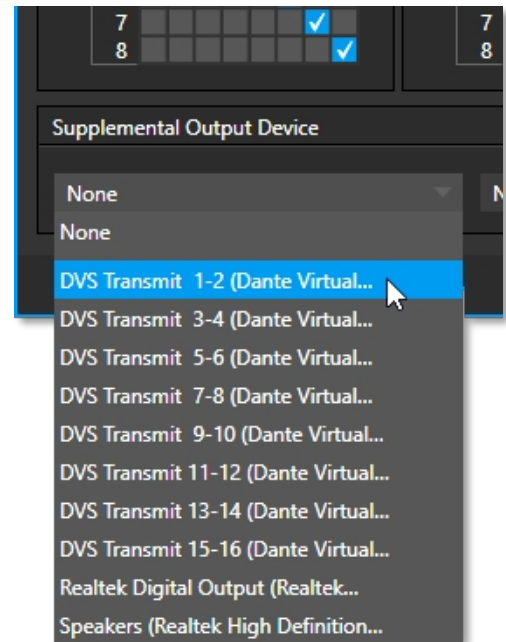 7
7
8
8
Supplemental Output Device
None
N
None
DVS Transmit 1-2 (Dante Virtual...
DVS Transmit 3-4 (Dante Virtual...
DVS Transmit 5-6 (Dante Virtual...
DVS Transmit 7-8 (Dante Virtual...
DVS Transmit 9-10 (Dante Virtual...
DVS Transmit 11-12 (Dante Virtual...
DVS Transmit 13-14 (Dante Virtual...
DVS Transmit 15-16 (Dante Virtual...
Realtek Digital Output (Realtek...
Speakers (Realtek High Definition...